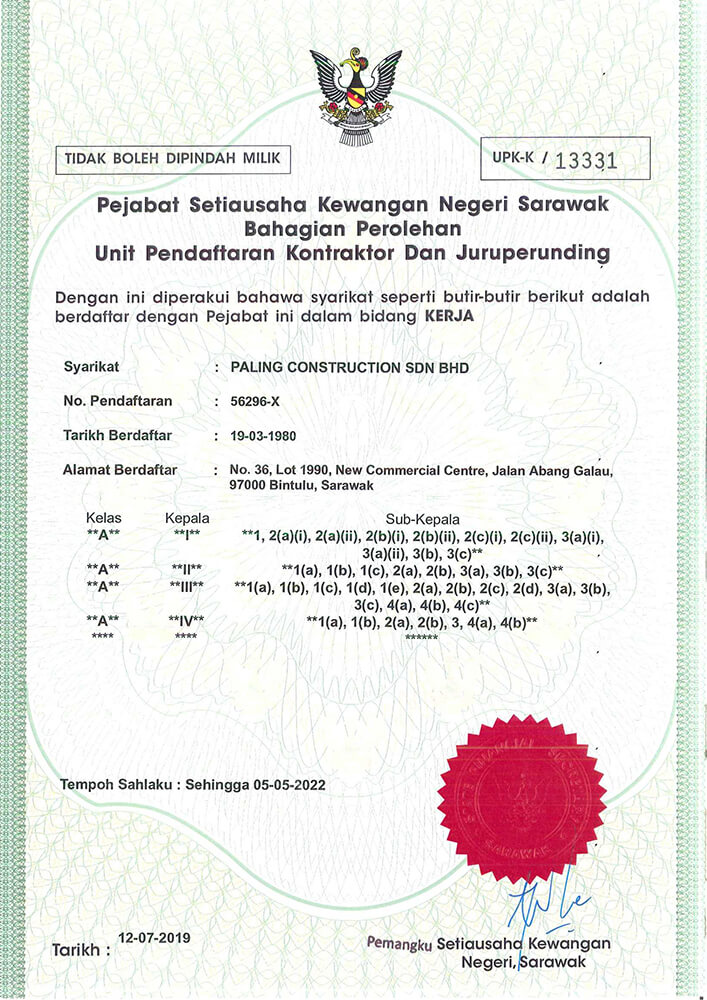 TIDAK BOLEH DIPINDAH MILIK
UPK-K / 13331
Pejabat Setiausaha Kewangan Negeri Sarawak
Bahagian Perolehan
Unit Pendaftaran Kontraktor Dan Juruperunding
Dengan ini diperakui bahawa syarikat seperti butir-butir berikut adalah
berdaftar dengan Pejabat ini dalam bidang KERJA
Syarikat : PALING CONSTRUCTION SDN BHD
No. Pendaftaran : 56296-X
Tarikh Berdaftar : 19-03-1980
Alamat Berdaftar : No. 36, Lot 1990, New Commercial Centre, Jalan Abang Galau,
97000 Bintulu, Sarawak
Kelas Kepala Sub-Kepala
**A** **I** **1, 2(a)(i), 2(a)(ii), 2(b)(i), 2(b)(ii), 2(c)(i), 2(c)(ii), 3(a)(i),
3(a)(ii), 3(b), 3(c)**
**A** **II** **1(a), 1(b), 1(c), 2(a), 2(b), 3(a), 3(b), 3(c)**
**A** **III** **1(a), 1(b), 1(c), 1(d), 1(e), 2(a), 2(b), 2(c), 2(d), 3(a), 3(b),
3(c), 4(a), 4(b), 4(c)**
**A** **IV** **1(a), 1(b), 2(a), 2(b), 3, 4(a), 4(b)**
**** **** ******
Tempoh Sahlaku : Sehingga 05-05-2022
STATE FINANCIAL SECRETARY
SARAWAK
Tarikh : 12-07-2019
Pemangku Setiausaha Kewangan
Negeri, Sarawak